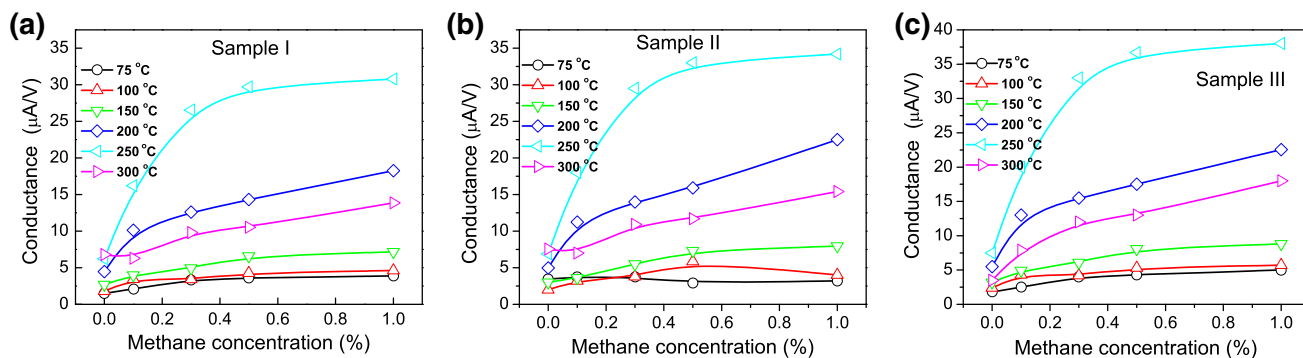 (a)
Sample I
Conductance (μA/V)
35
30
25
20
15
10
5
0
75 °C
100 °C
150 °C
200 °C
250 °C
300 °C
0.0 0.2 0.4 0.6 0.8 1.0
Methane concentration (%)
(b)
Sample II
Conductance (μA/V)
35
30
25
20
15
10
5
0
75 °C
100 °C
150 °C
200 °C
250 °C
300 °C
0.0 0.2 0.4 0.6 0.8 1.0
Methane concentration (%)
(c)
Sample III
Conductance (μA/V)
40
35
30
25
20
15
10
5
0
75 °C
100 °C
150 °C
200 °C
250 °C
300 °C
0.0 0.2 0.4 0.6 0.8 1.0
Methane concentration (%)